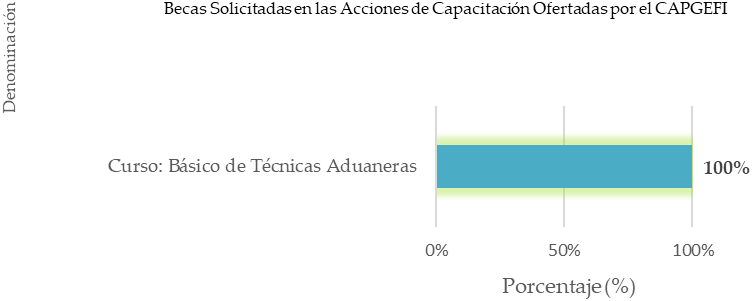 Becas Solicitadas en las Acciones de Capacitación Ofertadas por el CAPGEFI
Denominación
Curso: Básico de Técnicas Aduaneras
100%
0%
50%
100%
Porcentaje (%)